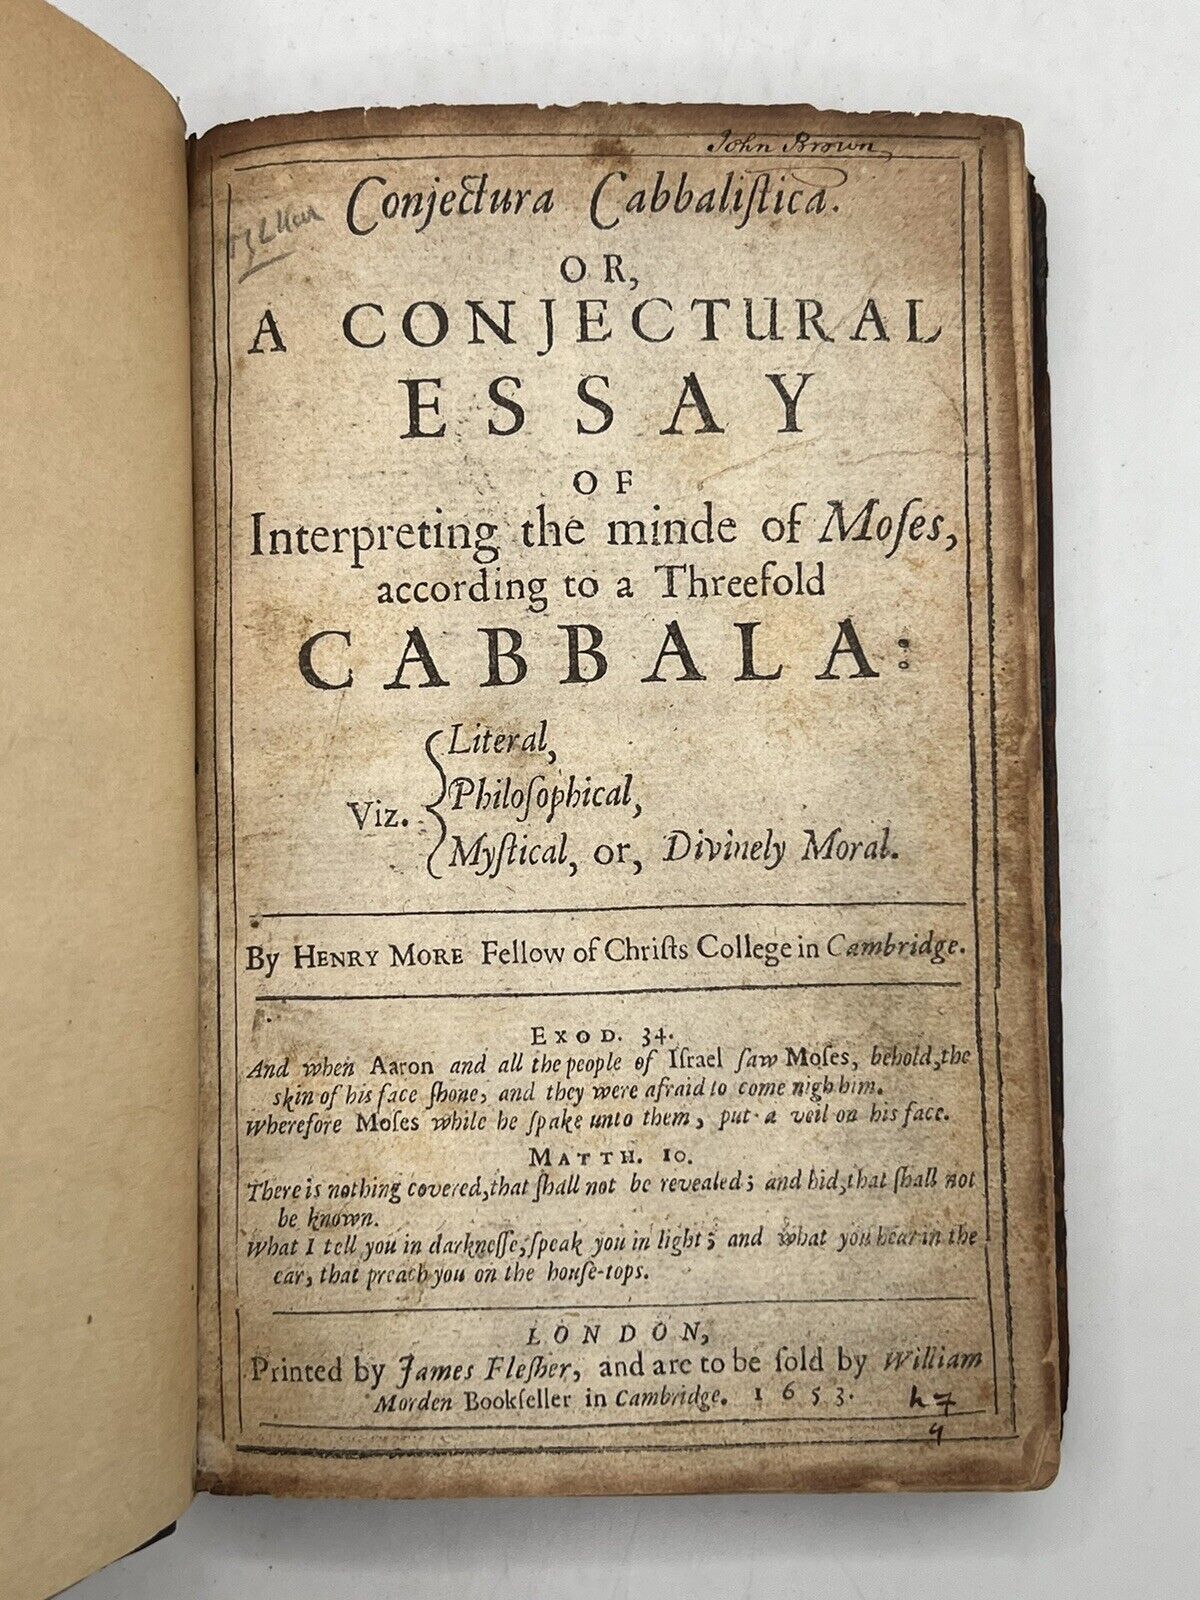 John Brown
Conjectura Cabbaliſtica.
OR,
A CONJECTURAL
ESSAY
OF
Interpreting the minde of Moſes,
according to a Threefold
CABBALA:
Viz. { Literal,
Philoſophical,
Myſtical, or, Divinely Moral.
By HENRY MORE Fellow of Chriſts College in Cambridge.
EXOD. 34.
And when Aaron and all the people of Iſrael ſaw Moſes, behold, the
skin of his face ſhone, and they were afraid to come nigh him.
Wherefore Moſes while he ſpake unto them, put a veil on his face.
MATTH. 10.
There is nothing covered, that ſhall not be revealed; and hid, that ſhall not
be known.
What I tell you in darkneſſe, ſpeak you in light; and what you hear in the
ear, that preach you on the houſe-tops.
LONDON,
Printed by James Fleſher, and are to be ſold by William
Morden Bookſeller in Cambridge. 1653.